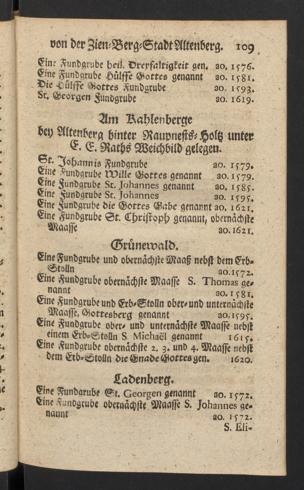 von der Zien-Berg-Stadt Altenberg. 109
Eine Fundgrube heil. Dreyfaltigkeit gen. ao. 1576.
Eine Fundgrube Hülffe Gottes genannt ao. 1581.
Die Hülffe Gottes Fundgrube ao. 1593.
St. Georgen Fundgrube ao. 1619.
Am Kahlenberge
bey Altenberg hinter Raupnests-Holtz unter
E. E. Raths Weichbild gelegen.
St. Johannis Fundgrube ao. 1579.
Eine Fundgrube Wille Gottes genannt ao. 1579.
Eine Fundgrube St. Johannes genannt ao. 1585.
Eine Fundgrube St. Johannes ao. 1595.
Eine Fundgrube die Gottes Gabe genannt ao. 1621.
Eine Fundgrube St. Christoph genannt, obernächste
Maasse ao. 1621.
Grünewald.
Eine Fundgrube und obernächste Maaß nebst dem Erb-
Stolln ao. 1572.
Eine Fundgrube obernächste Maasse S. Thomas ge-
nannt ao. 1581.
Eine Fundgrube und Erb-Stolln ober- und unternächste
Maasse, Gottesberg genannt ao. 1595.
Eine Fundgrube ober- und unternächste Maasse nebst
einem Erb-Stolln S Michaël genannt 1615.
Eine Fundgrube obernächste 2. 3. und 4. Maasse nebst
dem Erb-Stolln die Gnade Gottes gen. 1620.
Ladenberg.
Eine Fundgrube St. Georgen genannt ao. 1572.
Eine Fundgrube obernächste Maasse S. Johannes ge-
nannt ao. 1572.
S. Eli-